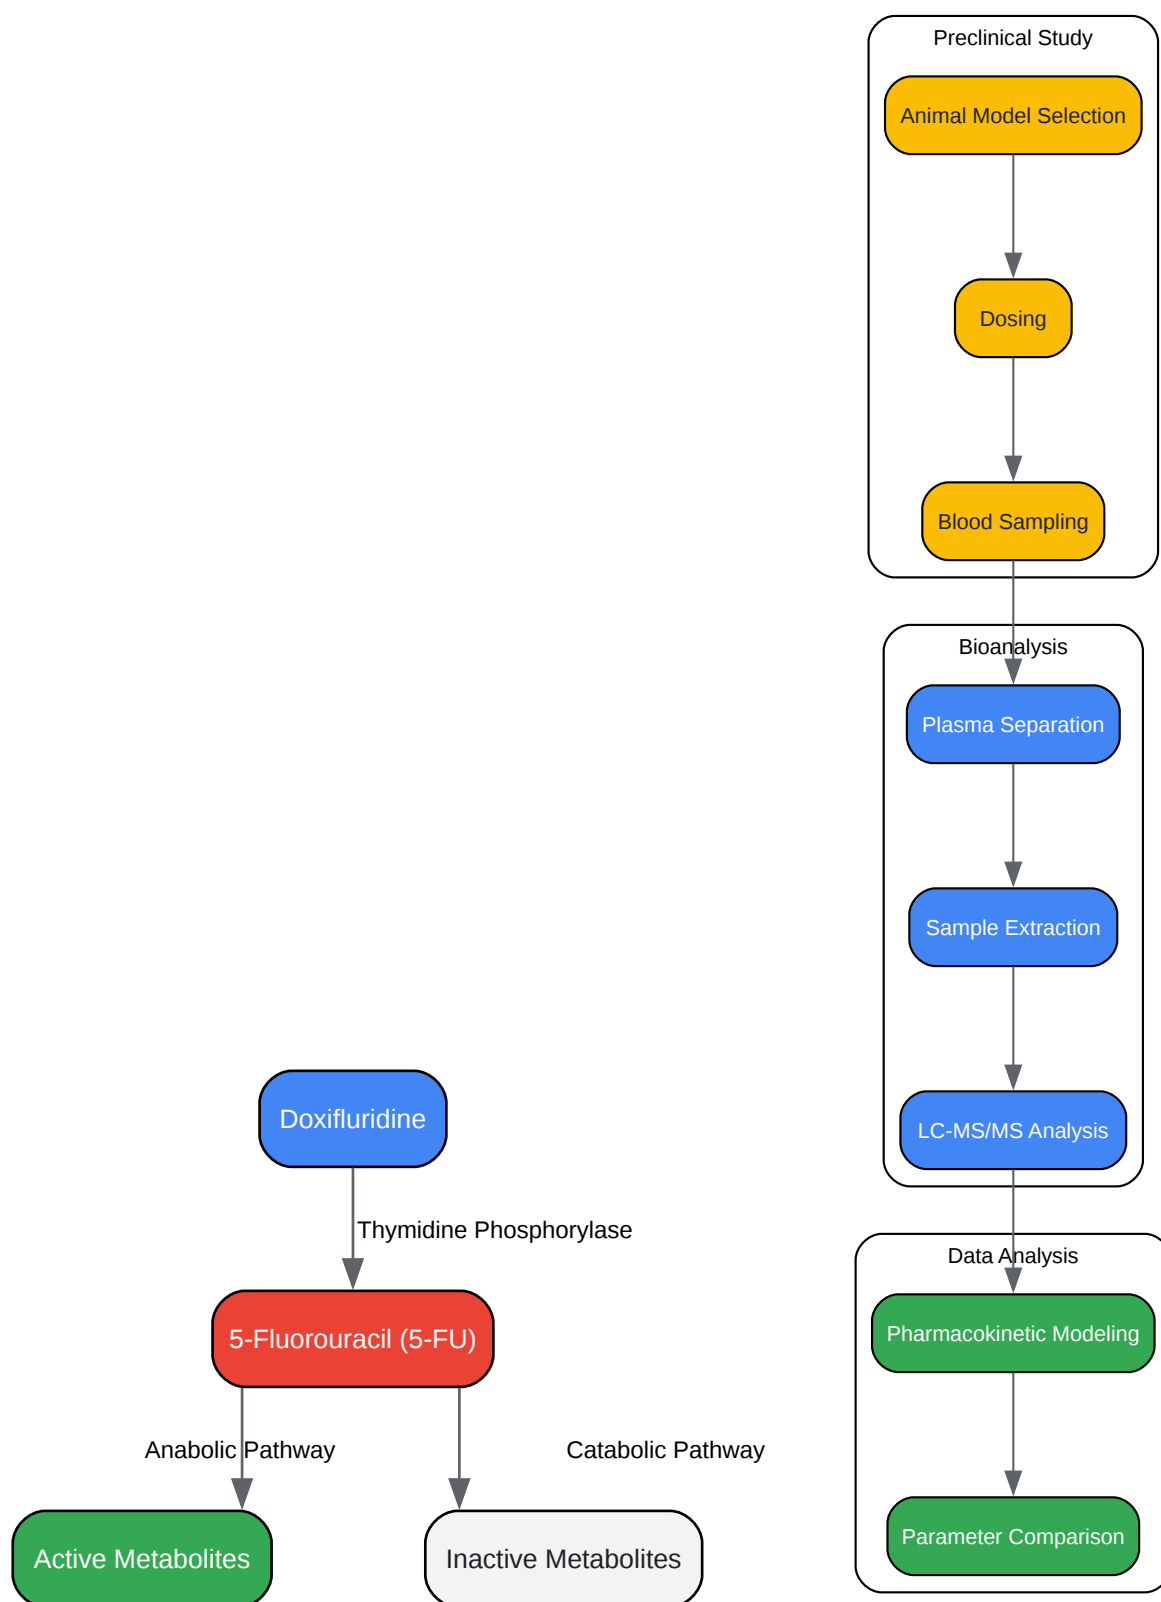 Preclinical Study
Animal Model Selection
Dosing
Blood Sampling
Bioanalysis
Plasma Separation
Sample Extraction
LC-MS/MS Analysis
Data Analysis
Pharmacokinetic Modeling
Parameter Comparison
Doxifluridine
Thymidine Phosphorylase
5-Fluorouracil (5-FU)
Anabolic Pathway
Catabolic Pathway
Active Metabolites
Inactive Metabolites